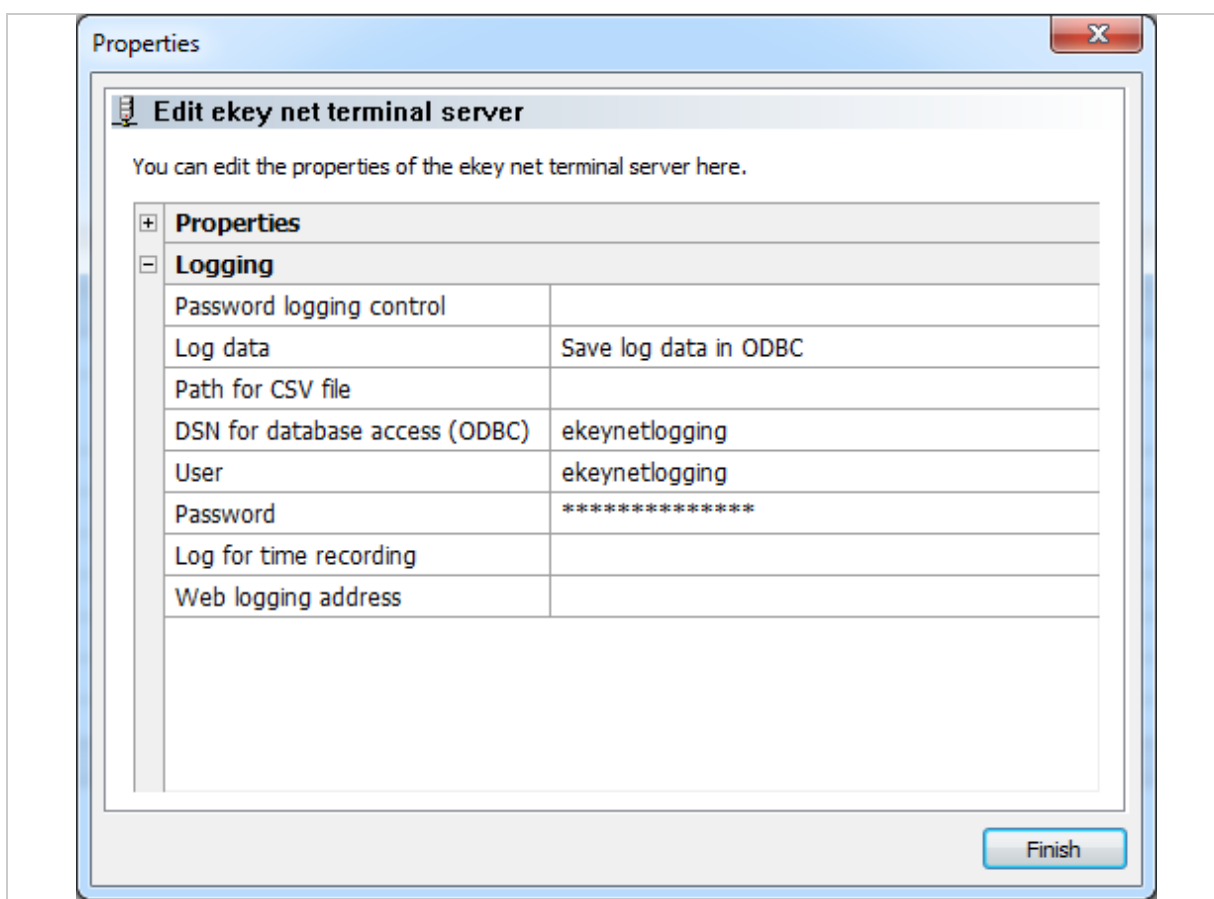 Properties
Edit ekey net terminal server
You can edit the properties of the ekey net terminal server here.
Properties
Logging
Password logging control
Log data Save log data in ODBC
Path for CSV file
DSN for database access (ODBC) ekeynetlogging
User ekeynetlogging
Password **************
Log for time recording
Web logging address
Finish